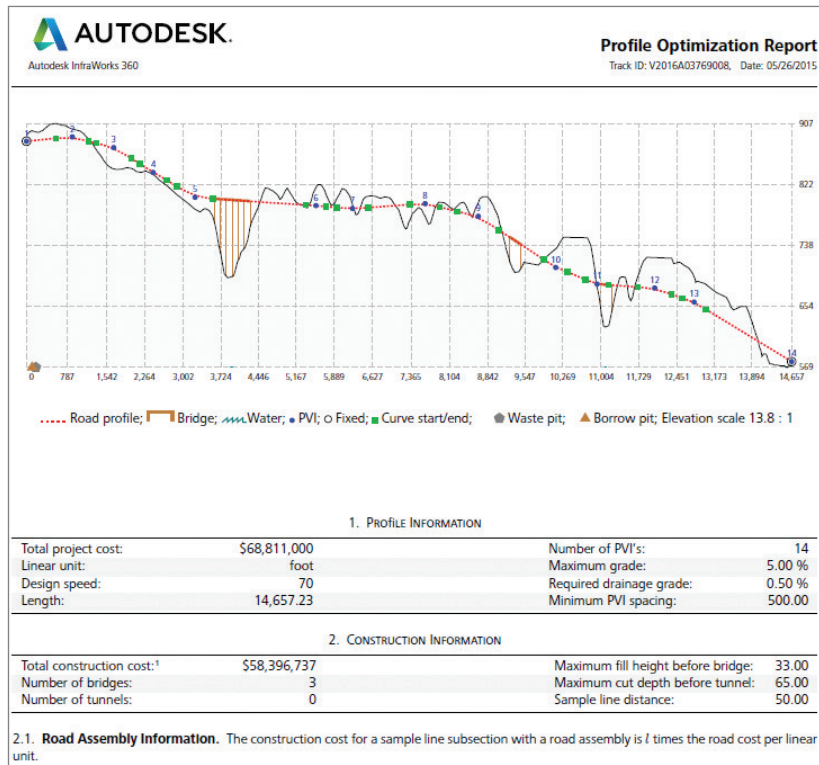 AUTODESK.
Autodesk InfraWorks 360
Profile Optimization Report
Track ID: V2016A03769008, Date: 05/26/2015
907
822
738
654
569
1 2 3 4 5 6 7 8 9 10 11 12 13 14
0 787 1,542 2,264 3,002 3,724 4,446 5,167 5,889 6,627 7,365 8,104 8,842 9,547 10,269 11,004 11,729 12,451 13,173 13,894 14,657
Road profile; Bridge; Water; PVI; Fixed; Curve start/end; Waste pit; Borrow pit; Elevation scale 13.8 : 1
1. PROFILE INFORMATION
Total project cost: $68,811,000 Number of PVI's: 14
Linear unit: foot Maximum grade: 5.00 %
Design speed: 70 Required drainage grade: 0.50 %
Length: 14,657.23 Minimum PVI spacing: 500.00
2. CONSTRUCTION INFORMATION
Total construction cost:¹ $58,396,737 Maximum fill height before bridge: 33.00
Number of bridges: 3 Maximum cut depth before tunnel: 65.00
Number of tunnels: 0 Sample line distance: 50.00
2.1. Road Assembly Information. The construction cost for a sample line subsection with a road assembly is l times the road cost per linear
unit.